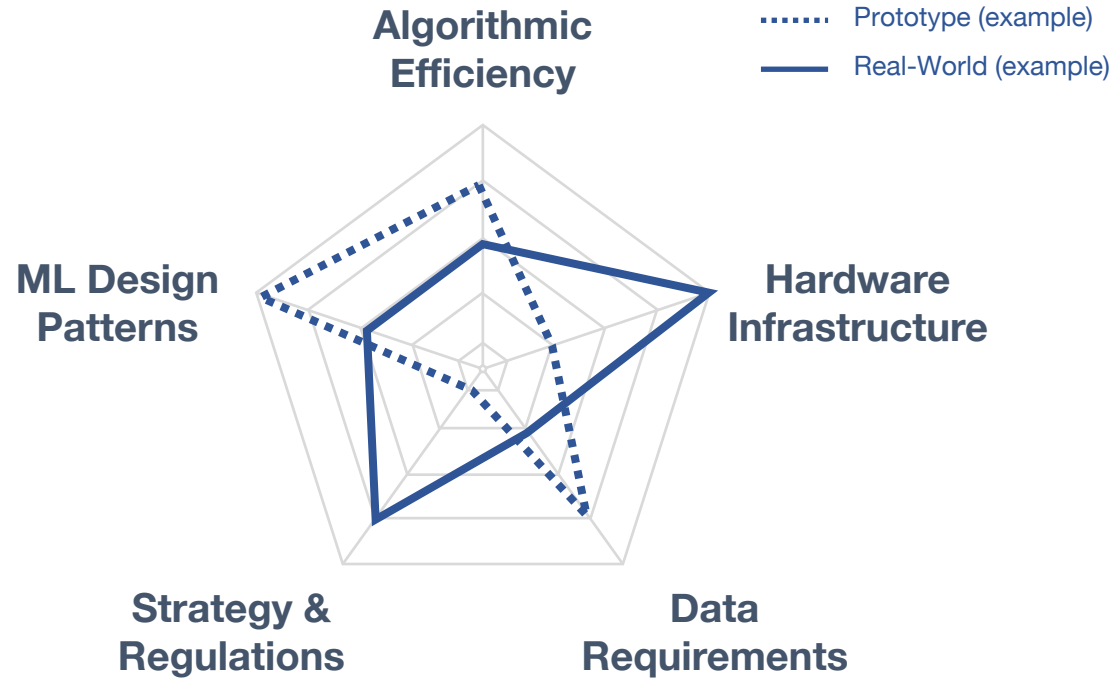 Algorithmic
Efficiency
Prototype (example)
Real-World (example)
ML Design
Patterns
Hardware
Infrastructure
Strategy &
Regulations
Data
Requirements